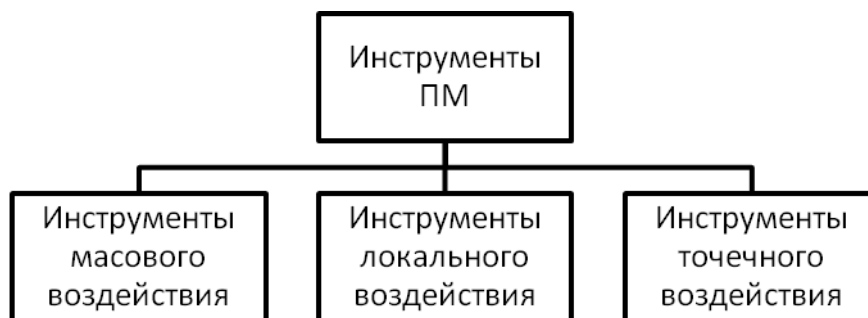 Инструменты
ПМ
Инструменты
масового
воздействия
Инструменты
локального
воздействия
Инструменты
точечного
воздействия